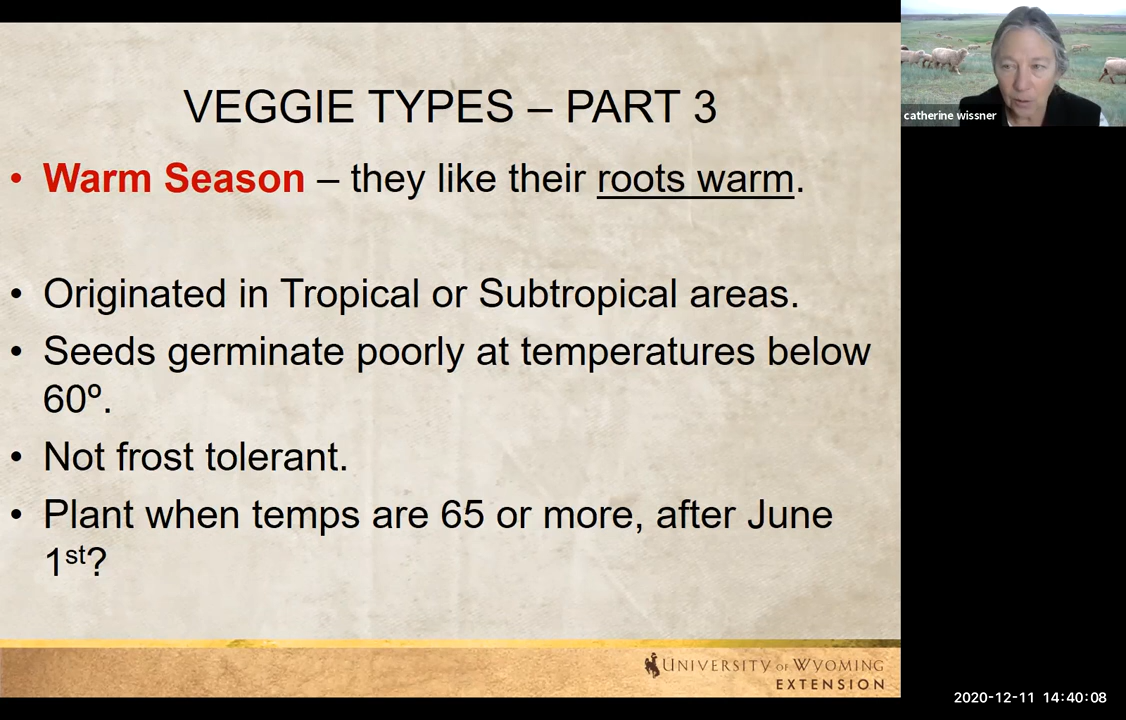 VEGGIE TYPES – PART 3
• Warm Season – they like their roots warm.
• Originated in Tropical or Subtropical areas.
• Seeds germinate poorly at temperatures below
60º.
• Not frost tolerant.
• Plant when temps are 65 or more, after June
1st?
UNIVERSITY OF WYOMING
EXTENSION
catherine wissner
2020-12-11 14:40:08